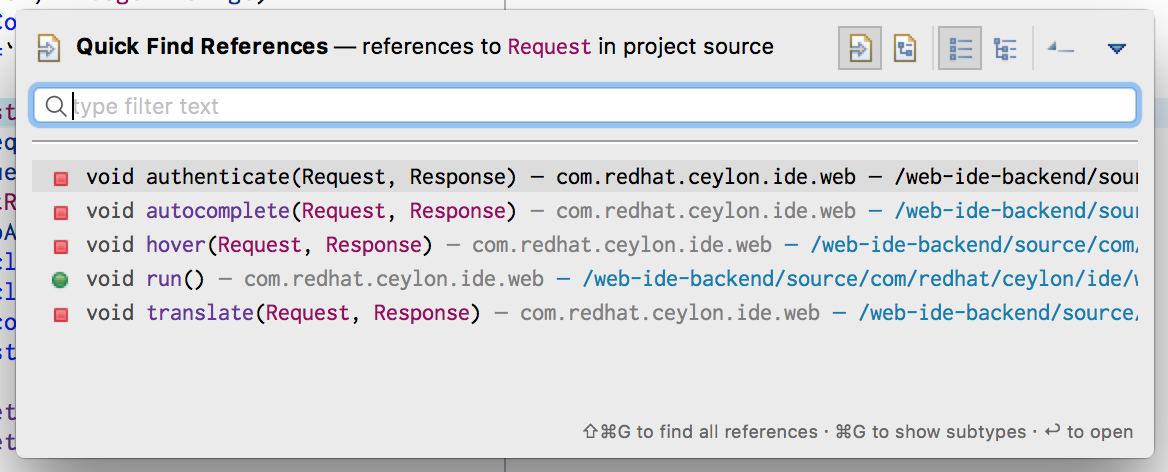 Quick Find References — references to Request in project source
type filter text
void authenticate(Request, Response) — com.redhat.ceylon.ide.web — /web-ide-backend/sour
void autocomplete(Request, Response) — com.redhat.ceylon.ide.web — /web-ide-backend/sour
void hover(Request, Response) — com.redhat.ceylon.ide.web — /web-ide-backend/source/com/
void run() — com.redhat.ceylon.ide.web — /web-ide-backend/source/com/redhat/ceylon/ide/w
void translate(Request, Response) — com.redhat.ceylon.ide.web — /web-ide-backend/source/
⇧⌘G to find all references · ⌘G to show subtypes · ↩ to open